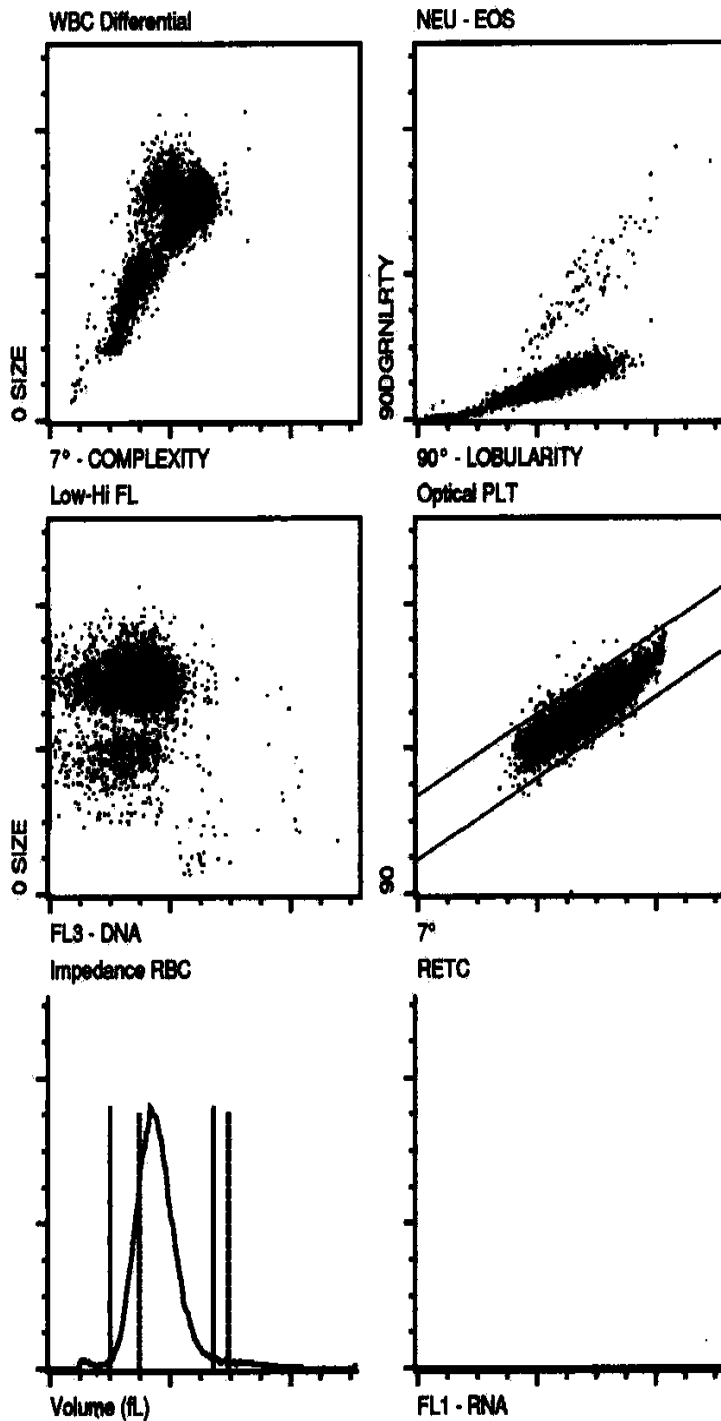 WBC Differential
NEU - EOS
0 SIZE
90DGRNLRTY
7° - COMPLEXITY
90° - LOBULARITY
Low-Hi FL
Optical PLT
0 SIZE
90
FL3 - DNA
7°
Impedance RBC
RETC
Volume (fL)
FL1 - RNA